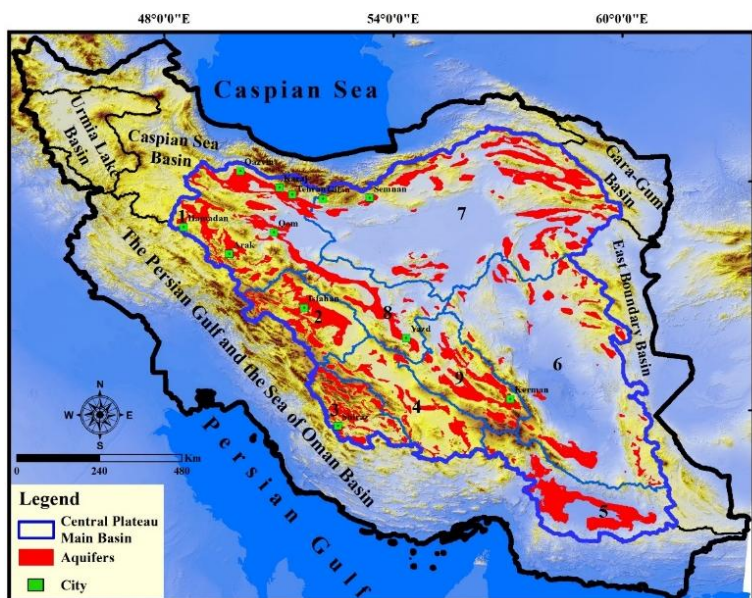 48°0'0"E 54°0'0"E 60°0'0"E
Caspian Sea
Urmia Lake
Basin
Caspian Sea
Basin
Gara-Gum
Basin
Qazvin
Karaj
Tehran
Semnan
7
1
Hamadan
Qom
Arak
East Boundary Basin
The Persian Gulf and the Sea of Oman Basin
Isfahan
2
8
Yazd
6
9
Kerman
4
3
5
N
W E
S
0 240 480
Km
Persian Gulf
Legend
Central Plateau
Main Basin
Aquifers
City